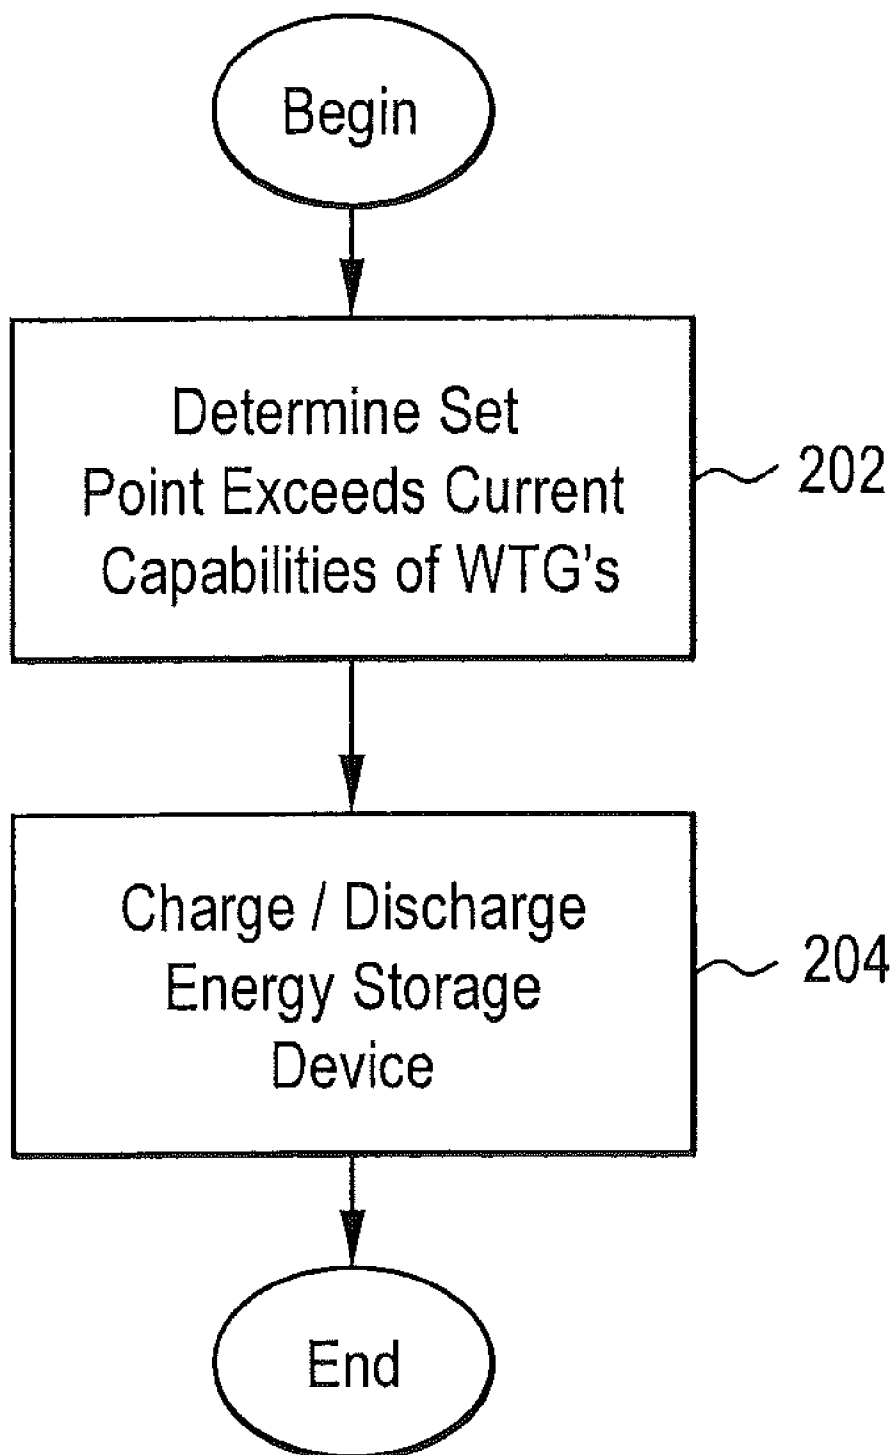 Begin
Determine Set
Point Exceeds Current
Capabilities of WTG's
202
Charge / Discharge
Energy Storage
Device
204
End